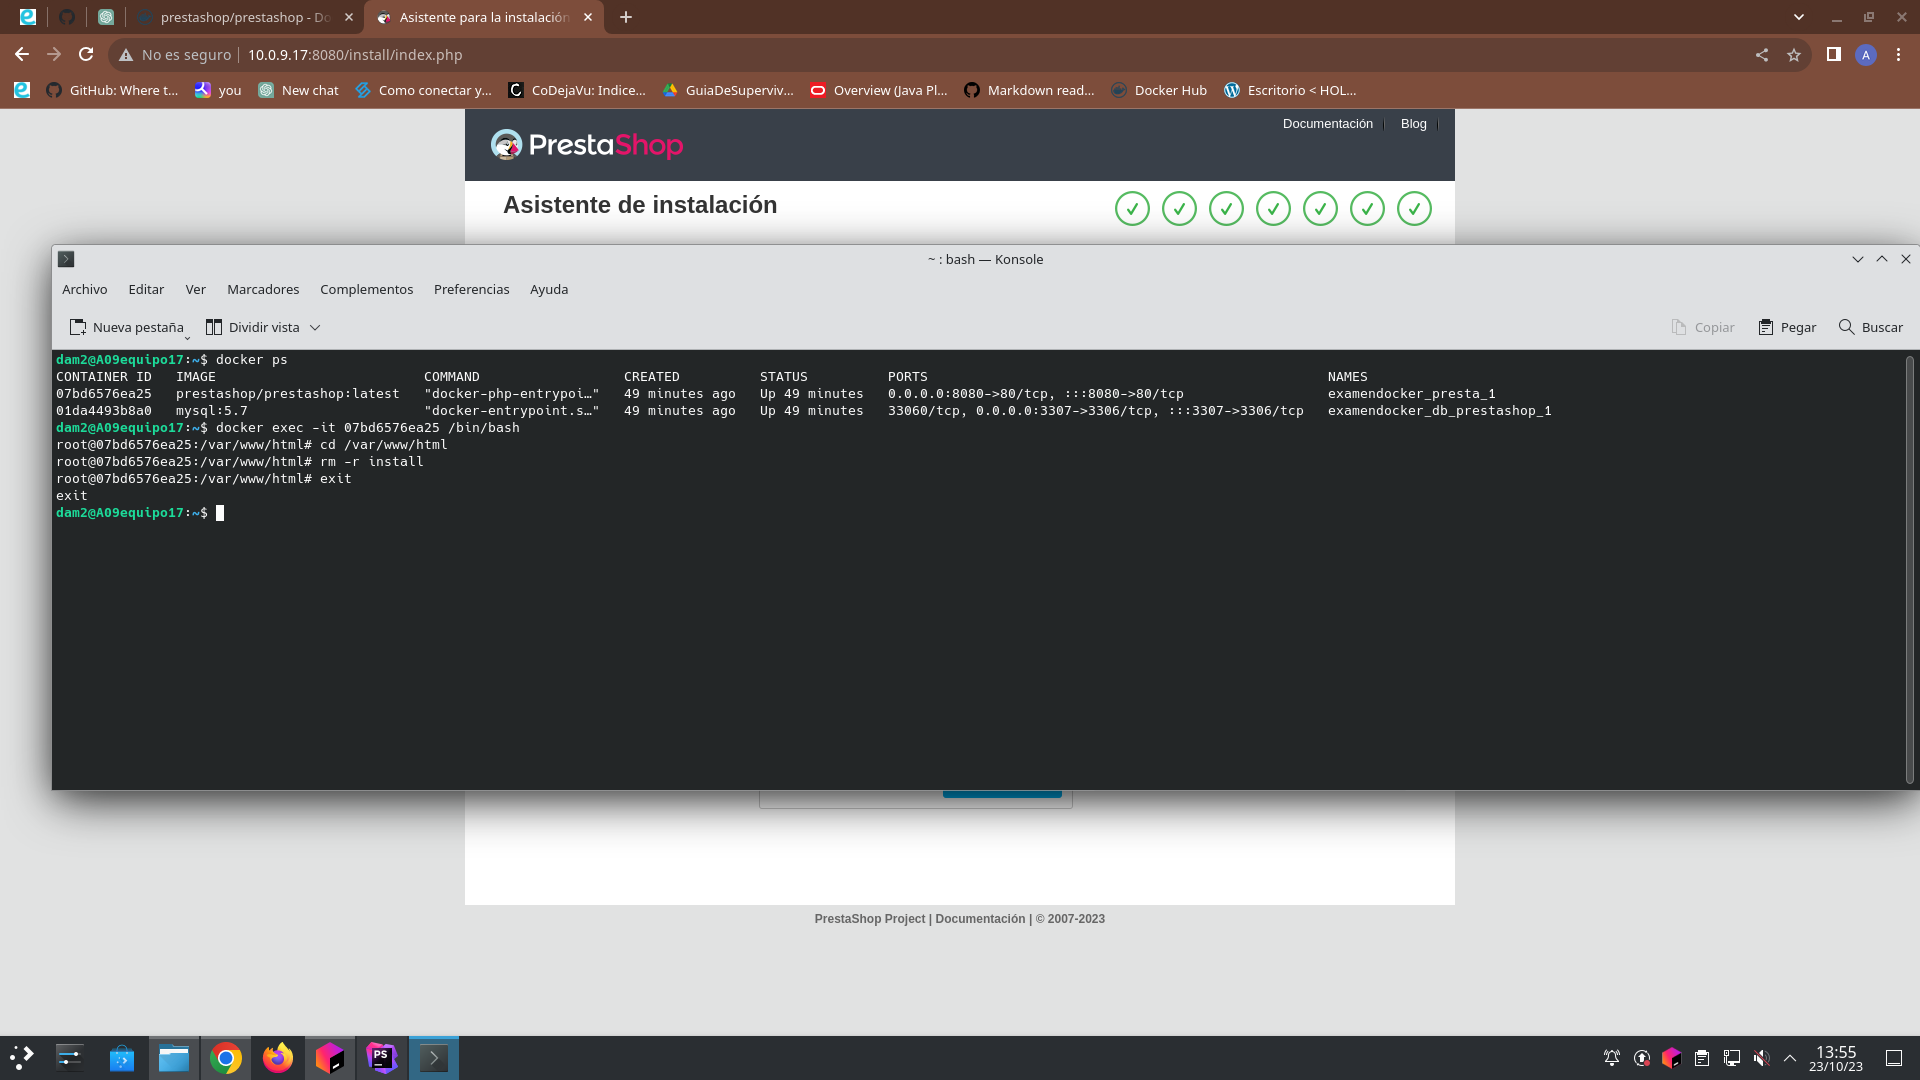 prestashop/prestashop - Do
Asistente para la instalación
No es seguro
10.0.9.17:8080/install/index.php
A
GitHub: Where t...
you
New chat
Como conectar y...
CoDejaVu: Indice...
GuiaDeSuperviv...
Overview (Java Pl...
Markdown read...
Docker Hub
Escritorio < HOL...
Documentación
Blog
PrestaShop
Asistente de instalación
~ : bash — Konsole
Archivo Editar Ver Marcadores Complementos Preferencias Ayuda
Nueva pestaña
Dividir vista
Copiar
Pegar
Buscar
dam2@A09equipo17:~$ docker ps
CONTAINER ID IMAGE COMMAND CREATED STATUS PORTS NAMES
07bd6576ea25 prestashop/prestashop:latest "docker-php-entrypoi…" 49 minutes ago Up 49 minutes 0.0.0.0:8080->80/tcp, :::8080->80/tcp examendocker_presta_1
01da4493b8a0 mysql:5.7 "docker-entrypoint.s…" 49 minutes ago Up 49 minutes 33060/tcp, 0.0.0.0:3307->3306/tcp, :::3307->3306/tcp examendocker_db_prestashop_1
dam2@A09equipo17:~$ docker exec -it 07bd6576ea25 /bin/bash
root@07bd6576ea25:/var/www/html# cd /var/www/html
root@07bd6576ea25:/var/www/html# rm -r install
root@07bd6576ea25:/var/www/html# exit
exit
dam2@A09equipo17:~$
PrestaShop Project | Documentación | © 2007-2023
PS
13:55
23/10/23